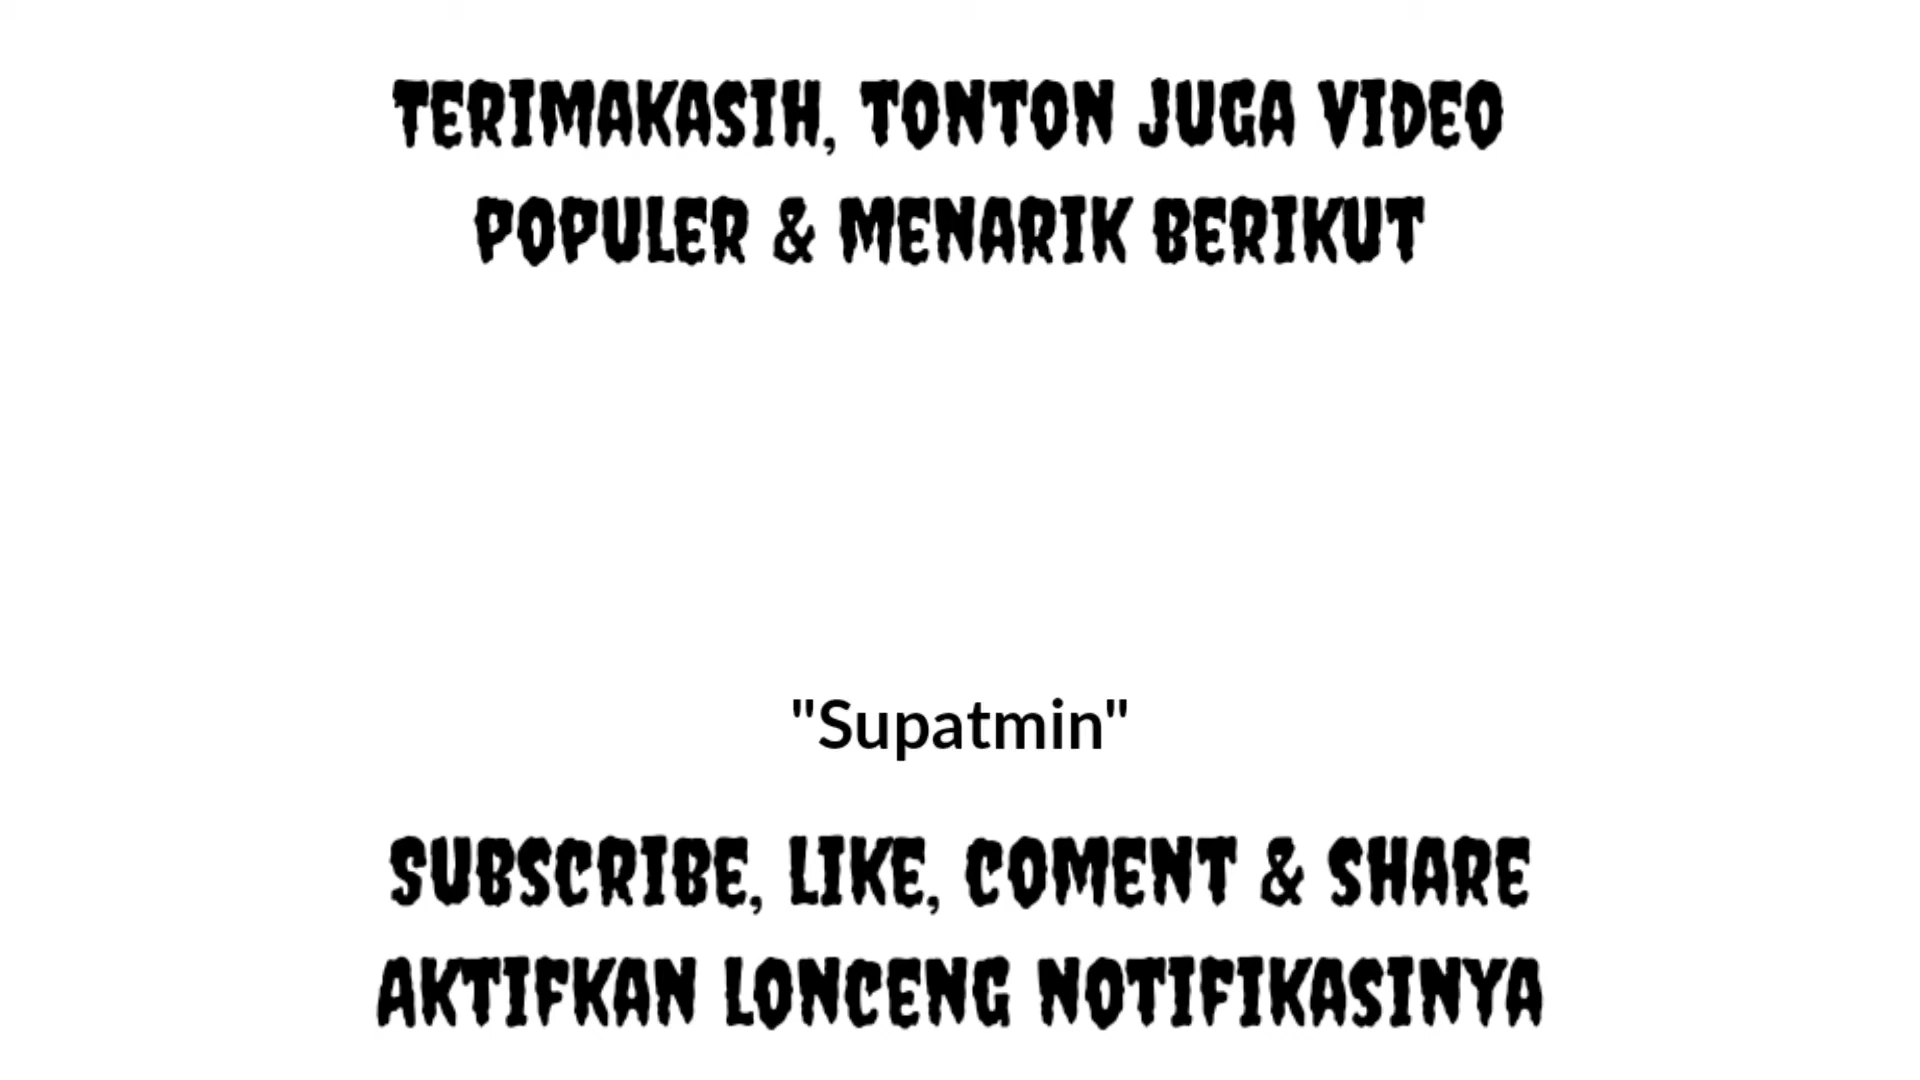 TERIMAKASIH, TONTON JUGA VIDEO
POPULER & MENARIK BERIKUT
"Supatmin"
SUBSCRIBE, LIKE, COMENT & SHARE
AKTIFKAN LONCENG NOTIFIKASINYA